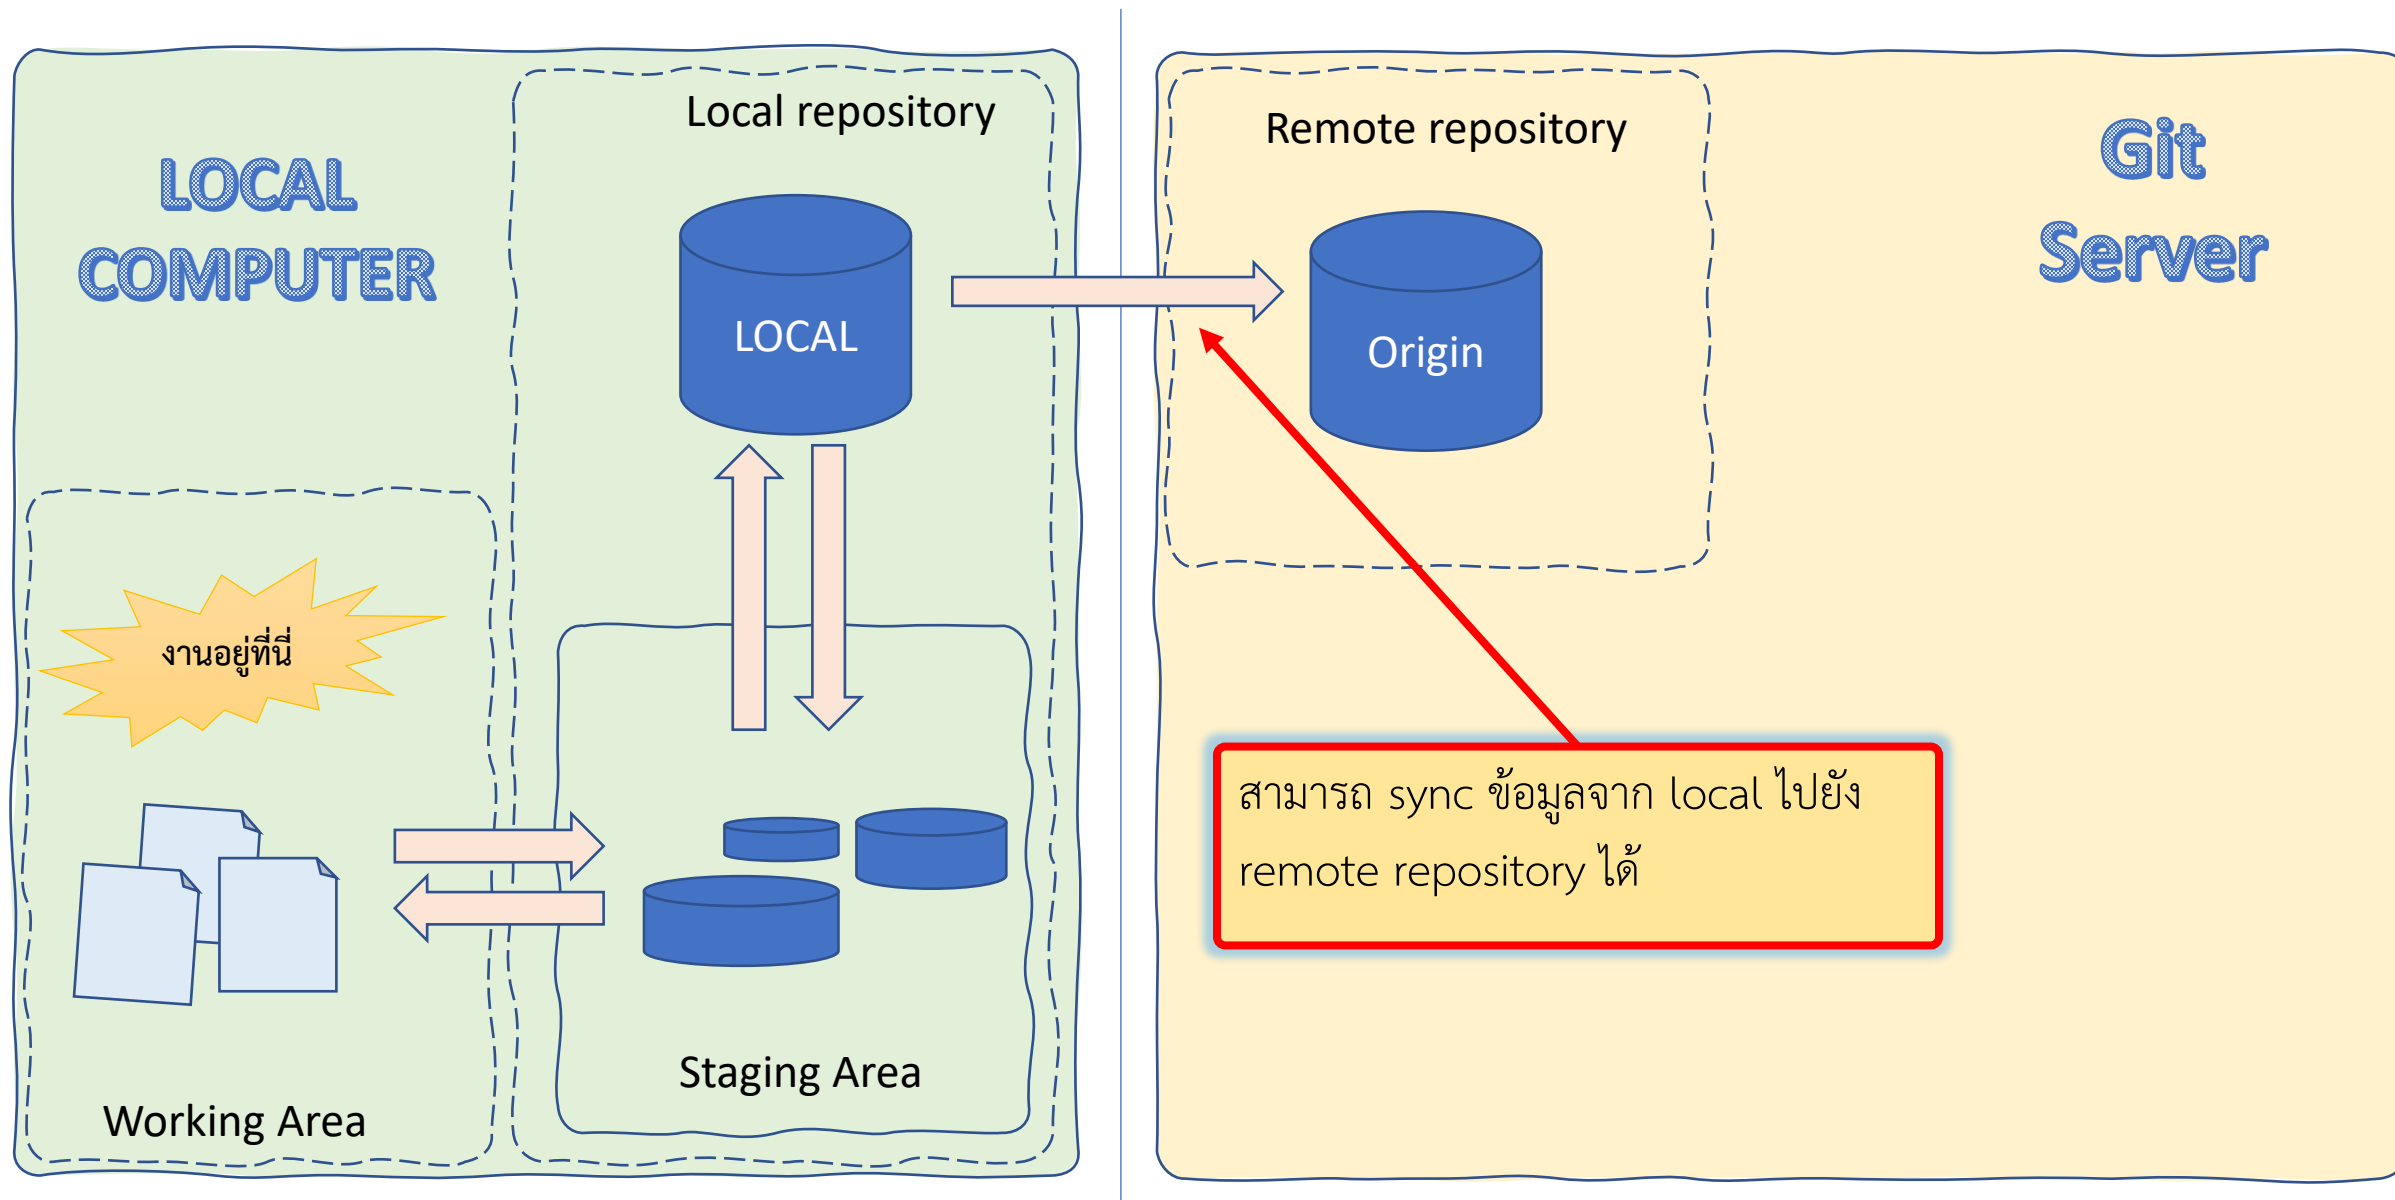 LOCAL
COMPUTER
Local repository
LOCAL
งานอยู่ที่นี่
Working Area
Staging Area
Remote repository
Origin
Git
Server
สามารถ sync ข้อมูลจาก local ไปยัง
remote repository ได้